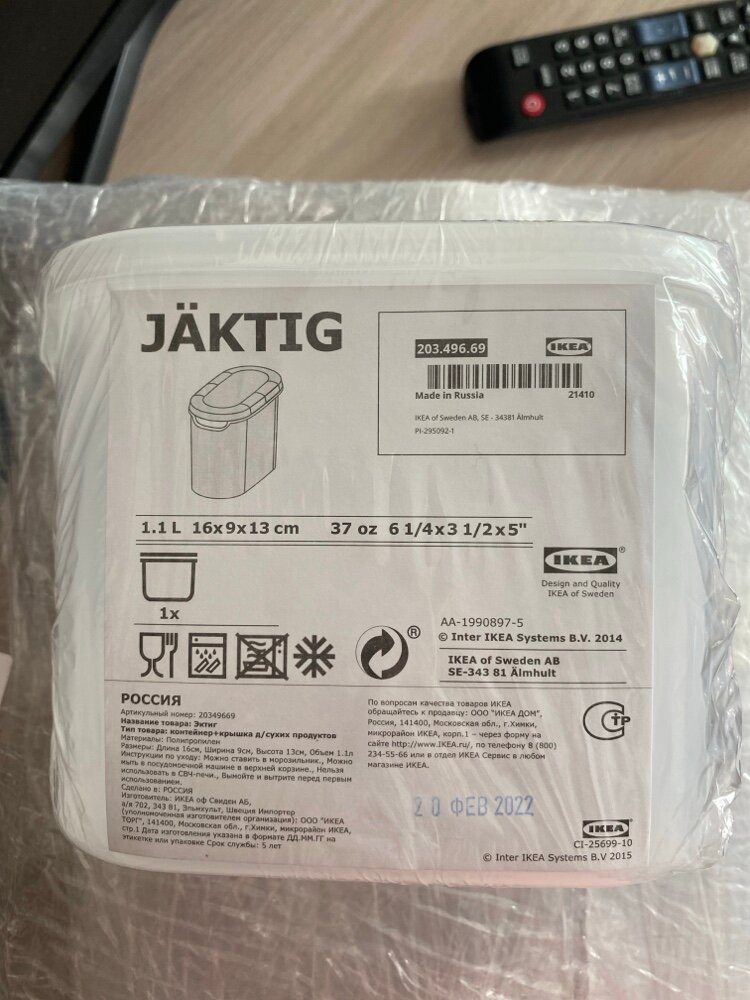 JÄKTIG
203.496.69
IKEA
Made in Russia 21410
IKEA of Sweden AB, SE - 34381 Älmhult
PI-295092-1
1.1 L 16x9x13 cm 37 oz 6 1/4x3 1/2x5"
1x
IKEA®
Design and Quality
IKEA of Sweden
AA-1990897-5
© Inter IKEA Systems B.V. 2014
®
IKEA of Sweden AB
SE-343 81 Älmhult
РОССИЯ
Артикульный номер: 20349669
Название товара: Эктиг
Тип товара: контейнер+крышка д/сухих продуктов
Материалы: Полипропилен
Размеры: Длина 16см, Ширина 9см, Высота 13см, Объем 1.1л
Инструкции по уходу: Можно ставить в морозильник., Можно
мыть в посудомоечной машине в верхней корзине., Нельзя
использовать в СВЧ-печи., Вымойте и вытрите перед первым
использованием.
Сделано в: РОССИЯ
Изготовитель: ИКЕА оф Свиден АБ,
а/я 702, 343 81, Эльмхульт, Швеция Импортер
(уполномоченная изготовителем организация): ООО "ИКЕА
ТОРГ", 141400, Московская обл., г.Химки, микрорайон ИКЕА,
стр.1 Дата изготовления указана в формате ДД.ММ.ГГ на
этикетке или упаковке Срок службы: 5 лет
По вопросам качества товаров ИКЕА
обращайтесь к продавцу: ООО "ИКЕА ДОМ",
Россия, 141400, Московская обл., г.Химки,
микрорайон ИКЕА, корп.1 – через форму на
сайте http://www.IKEA.ru/, по телефону 8 (800)
234-55-66 или в отдел ИКЕА Сервис в любом
магазине ИКЕА.
СТР
20 ФЕВ 2022
IKEA
CI-25699-10
© Inter IKEA Systems B.V 2015